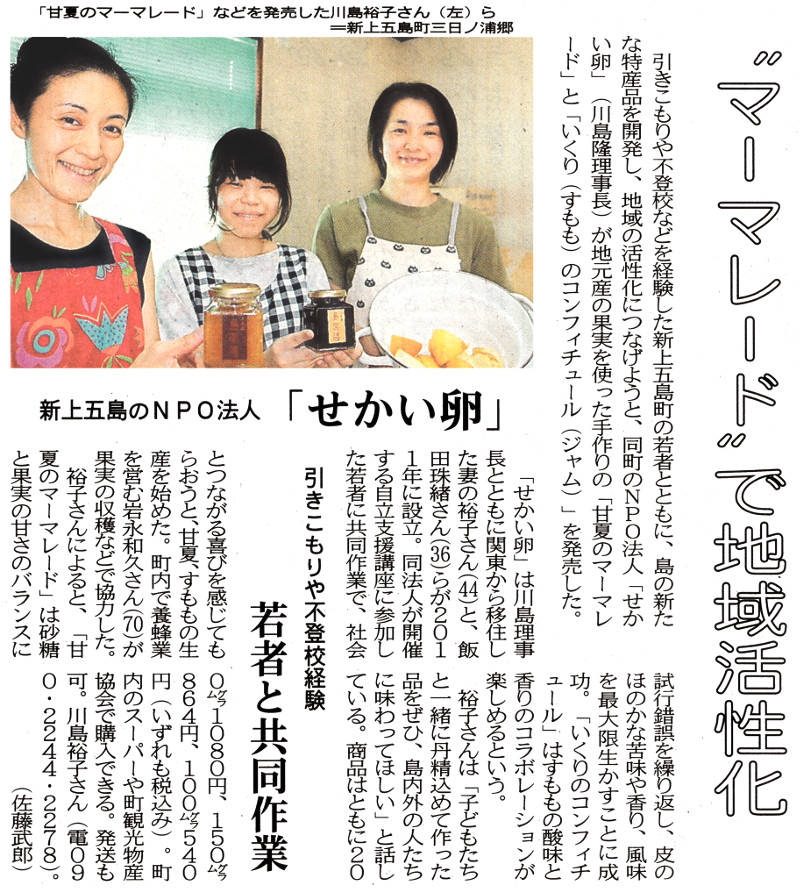 「甘夏のマーマレード」などを発売した川島裕子さん（左）ら
＝新上五島町三日ノ浦郷
〝マーマレード〟で地域活性化
引きこもりや不登校などを経験した新上五島町の若者とともに、島の新た
な特産品を開発し、地域の活性化につなげようと、同町のNPO法人「せか
い卵」（川島隆理事長）が地元産の果実を使った手作りの「甘夏のマーマレ
ード」と「いくり（すもも）のコンフィチュール（ジャム）」を発売した。
新上五島のNPO法人「せかい卵」
引きこもりや不登校経験
若者と共同作業
「せかい卵」は川島理事
長とともに関東から移住し
た妻の裕子さん(44)と、飯
田珠緒さん(36)らが201
1年に設立。同法人が開催
する自立支援講座に参加し
た若者に共同作業で、社会
とつながる喜びを感じても
らおうと、甘夏、すももの生
産を始めた。町内で養蜂業
を営む岩永和久さん(70)が
果実の収穫などで協力した。
裕子さんによると、「甘
夏のマーマレード」は砂糖
と果実の甘さのバランスに
試行錯誤を繰り返し、皮の
ほのかな苦味や香り、風味
を最大限生かすことに成
功。「いくりのコンフィチ
ュール」はすももの酸味と
香りのコラボレーションが
楽しめるという。
裕子さんは「子どもたち
と一緒に丹精込めて作った
品をぜひ、島内外の人たち
に味わってほしい」と話し
ている。商品はともに20
0㌘1080円、150㌘
864円、100㌘540
円（いずれも税込み）。町
内のスーパーや町観光物産
協会で購入できる。発送も
可。川島裕子さん（電09
0・2244・2278）。
（佐藤武郎）